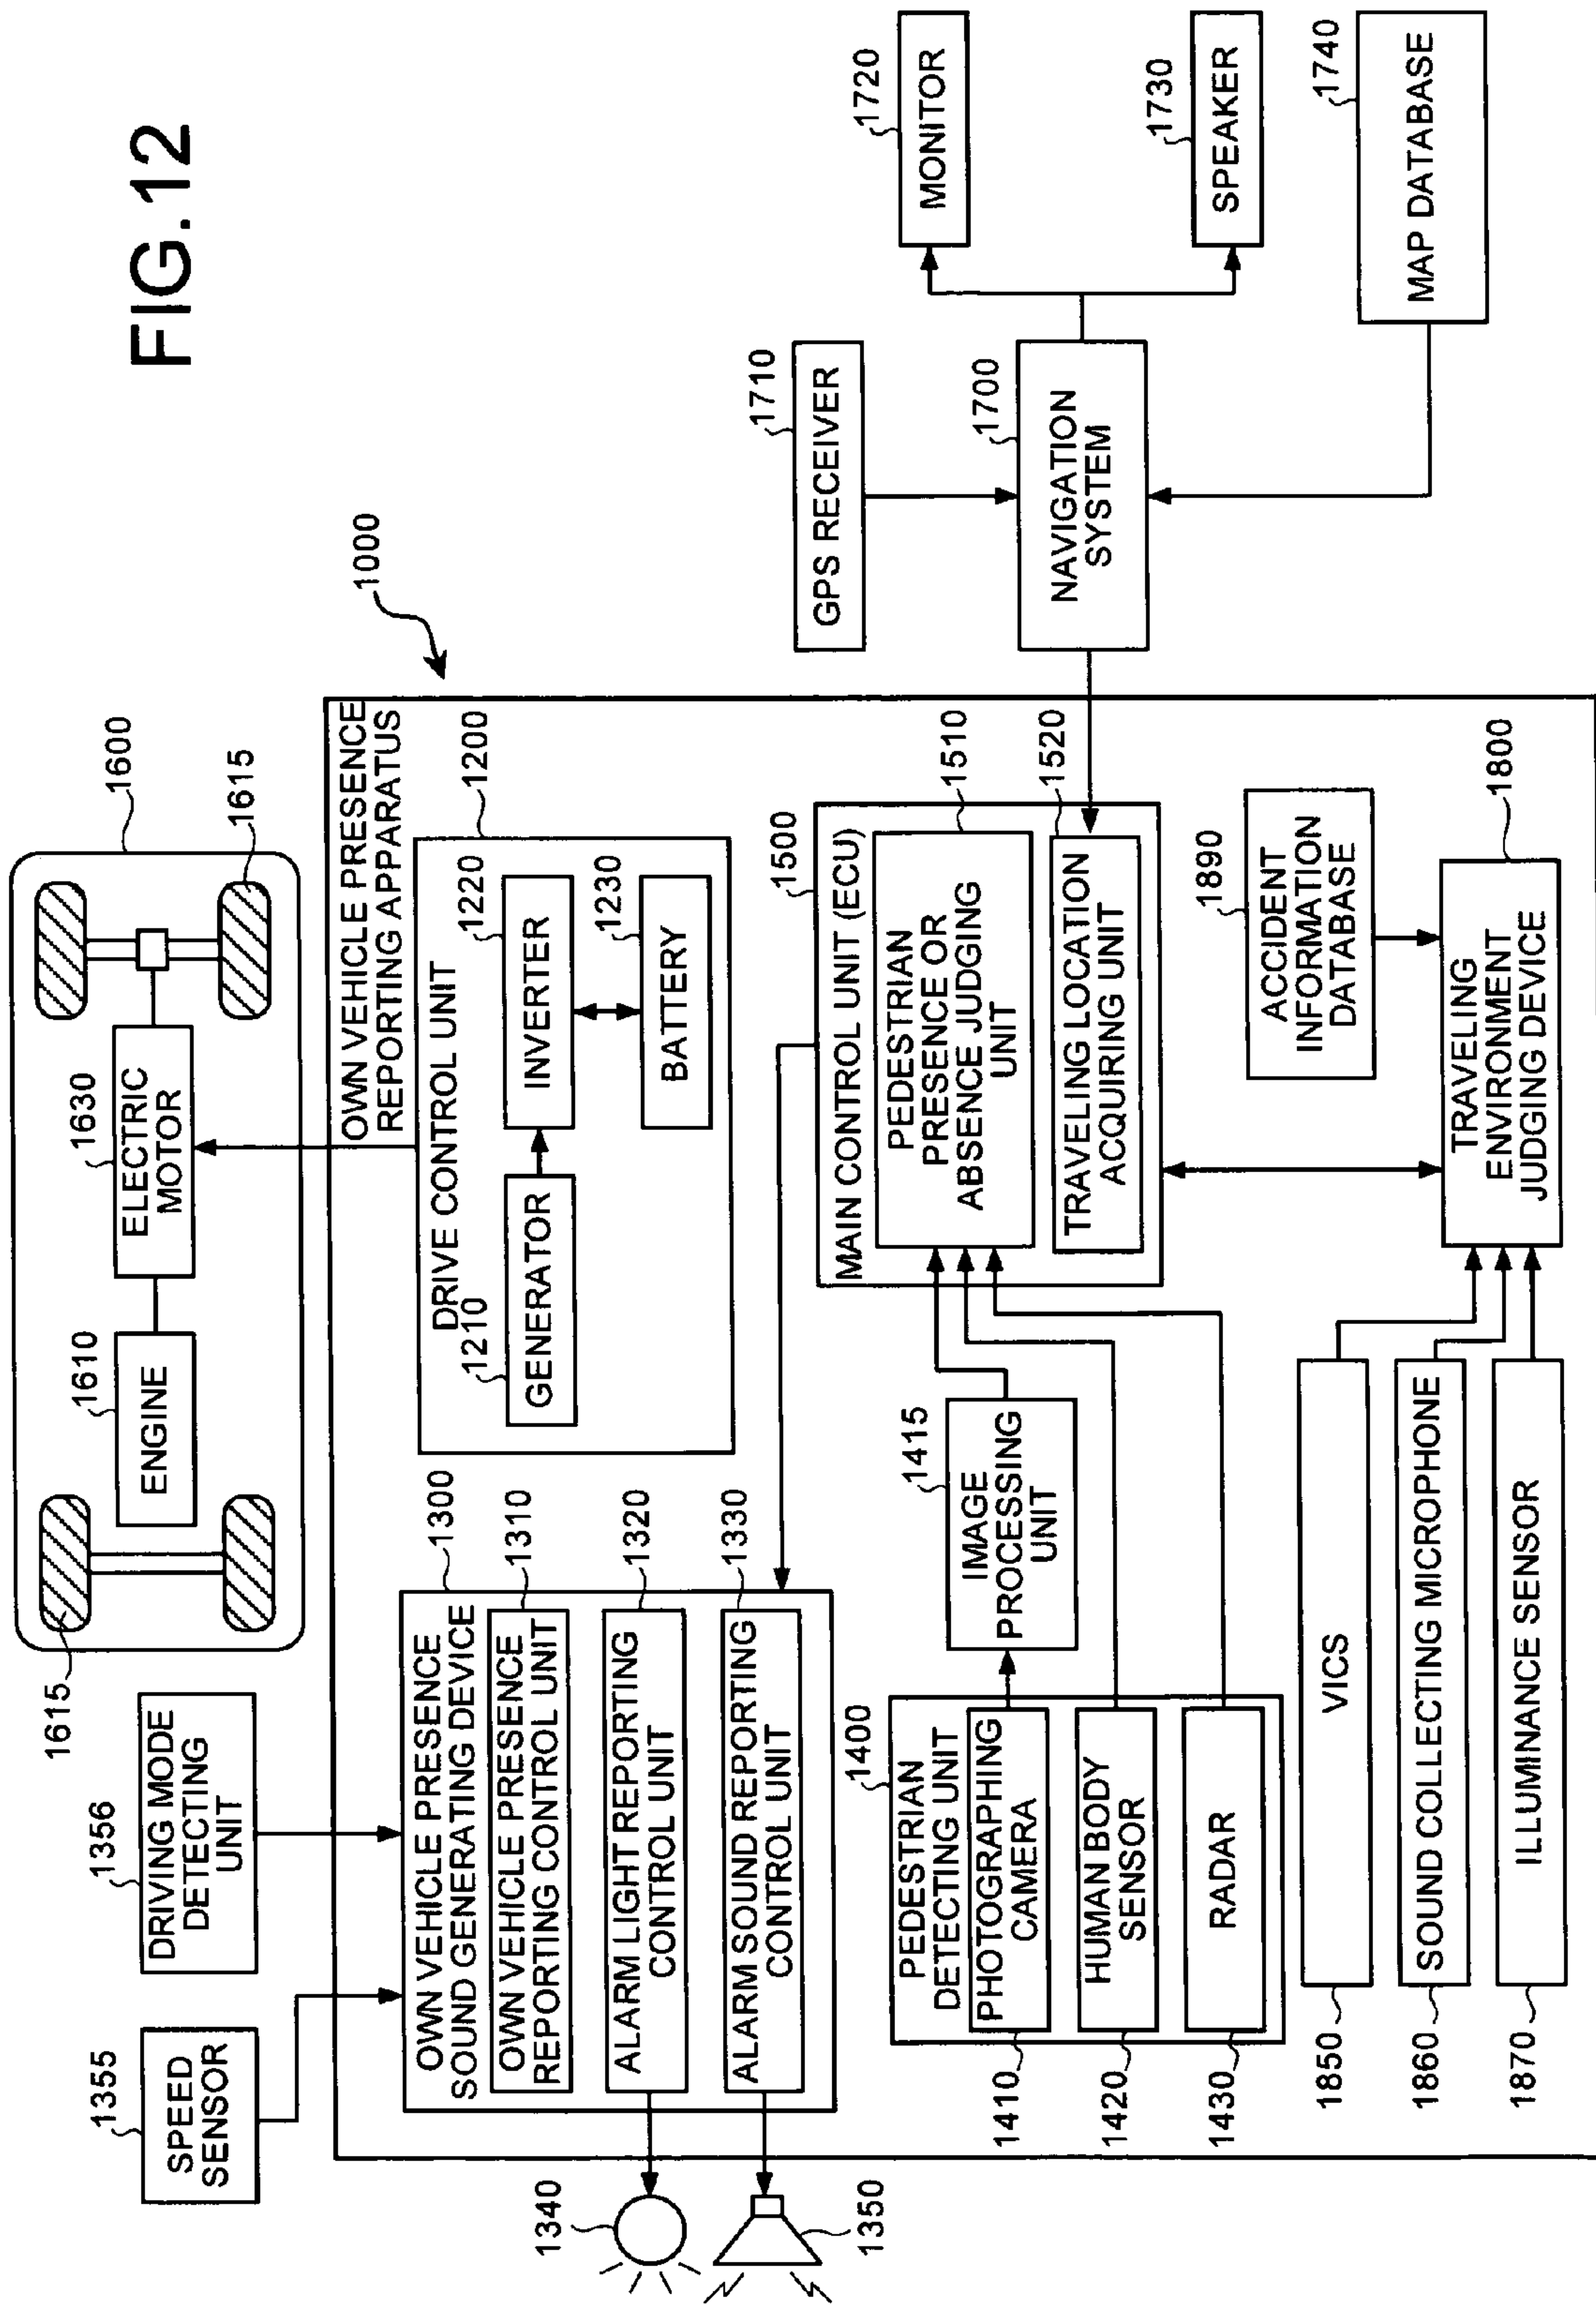 FIG.12
1600
1615
1615
1610
ENGINE
1630
ELECTRIC
MOTOR
1355
SPEED
SENSOR
1356
DRIVING MODE
DETECTING
UNIT
1000
OWN VEHICLE PRESENCE
REPORTING APPARATUS
1300
OWN VEHICLE PRESENCE
SOUND GENERATING DEVICE
1310
OWN VEHICLE PRESENCE
REPORTING CONTROL UNIT
1320
ALARM LIGHT REPORTING
CONTROL UNIT
1330
ALARM SOUND REPORTING
CONTROL UNIT
1340
1350
1200
DRIVE CONTROL UNIT
1210
GENERATOR
1220
INVERTER
1230
BATTERY
1400
PEDESTRIAN
DETECTING UNIT
PHOTOGRAPHING
CAMERA
1410
HUMAN BODY
SENSOR
1420
RADAR
1430
1415
IMAGE
PROCESSING
UNIT
1500
MAIN CONTROL UNIT (ECU)
1510
PEDESTRIAN
PRESENCE OR
ABSENCE JUDGING
UNIT
1520
TRAVELING LOCATION
ACQUIRING UNIT
1710
GPS RECEIVER
1700
NAVIGATION
SYSTEM
1720
MONITOR
1730
SPEAKER
1740
MAP DATABASE
1850
VICS
1860
SOUND COLLECTING MICROPHONE
1870
ILLUMINANCE SENSOR
1890
ACCIDENT
INFORMATION
DATABASE
1800
TRAVELING
ENVIRONMENT
JUDGING DEVICE